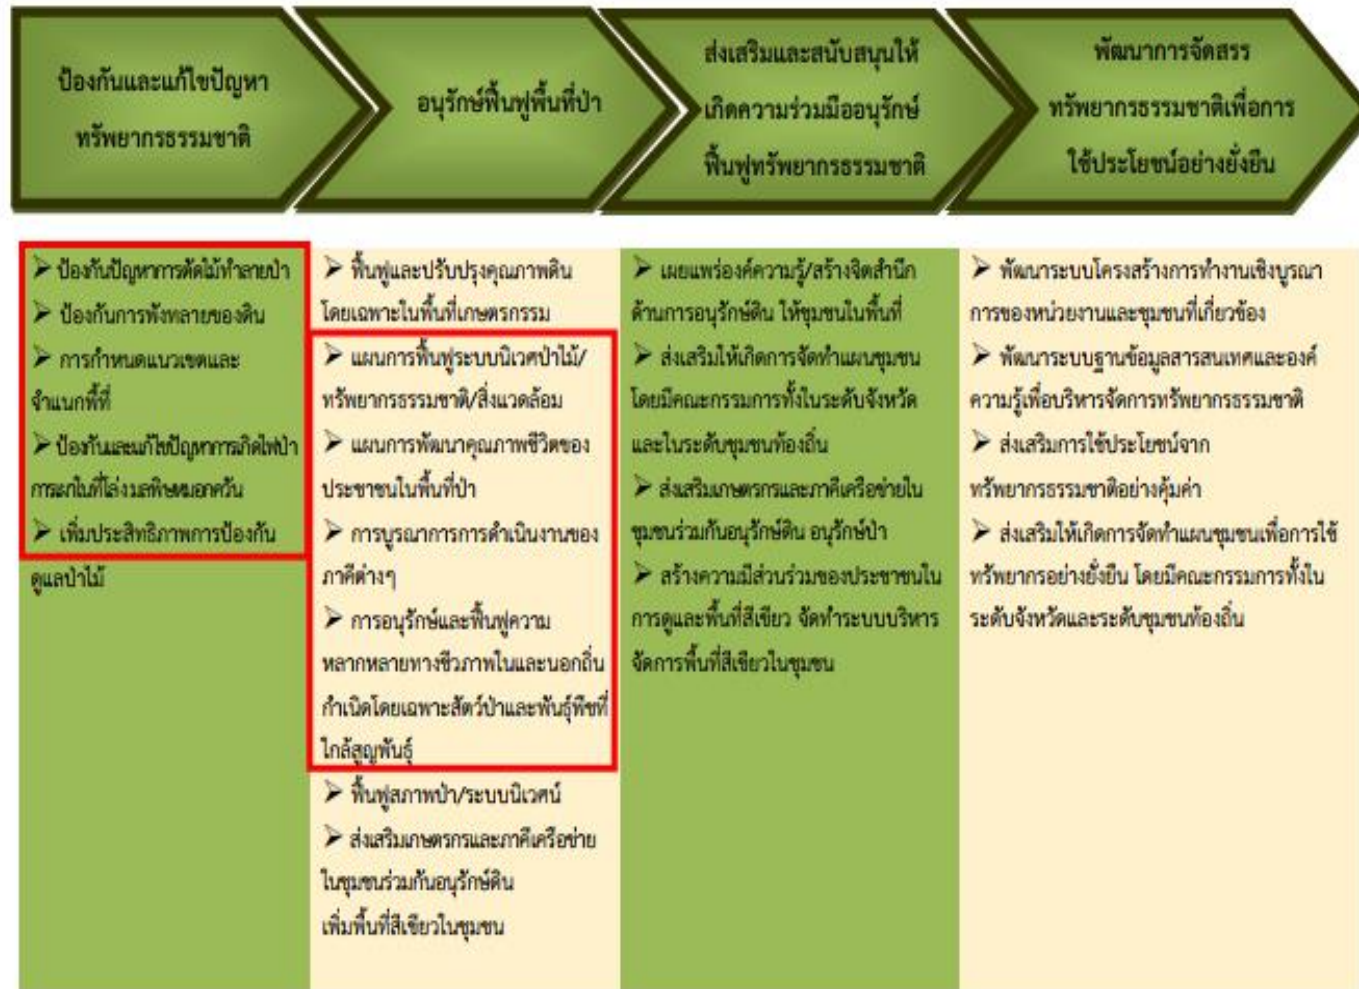 ป้องกันและแก้ไขปัญหา
ทรัพยากรธรรมชาติ
อนุรักษ์ฟื้นฟูพื้นที่ป่า
ส่งเสริมและสนับสนุนให้
เกิดความร่วมมืออนุรักษ์
ฟื้นฟูทรัพยากรธรรมชาติ
พัฒนาการจัดสรร
ทรัพยากรธรรมชาติเพื่อการ
ใช้ประโยชน์อย่างยั่งยืน
➢ ป้องกันปัญหาการตัดไม้ทำลายป่า
➢ ป้องกันการพังทลายของดิน
➢ การกำหนดแนวเขตและ
จำแนกพื้ที่
➢ ป้องกันและแก้ไขปัญหาการเกิดไฟป่า
การเผาในที่โล่ง มลพิษหมอกควัน
➢ เพิ่มประสิทธิภาพการป้องกัน
ดูแลป่าไม้
➢ ฟื้นฟูและปรับปรุงคุณภาพดิน
โดยเฉพาะในพื้นที่เกษตรกรรม
➢ แผนการฟื้นฟูระบบนิเวศป่าไม้/
ทรัพยากรธรรมชาติ/สิ่งแวดล้อม
➢ แผนการพัฒนาคุณภาพชีวิตของ
ประชาชนในพื้นที่ป่า
➢ การบูรณาการการดำเนินงานของ
ภาคีต่างๆ
➢ การอนุรักษ์และฟื้นฟูความ
หลากหลายทางชีวภาพในและนอกถิ่น
กำเนิดโดยเฉพาะสัตว์ป่าและพันธุ์พืชที่
ใกล้สูญพันธุ์
➢ ฟื้นฟูสภาพป่า/ระบบนิเวศน์
➢ ส่งเสริมเกษตรกรและภาคีเครือข่าย
ในชุมชนร่วมกันอนุรักษ์ดิน
เพิ่มพื้นที่สีเขียวในชุมชน
➢ เผยแพร่องค์ความรู้/สร้างจิตสำนึก
ด้านการอนุรักษ์ดิน ให้ชุมชนในพื้นที่
➢ ส่งเสริมให้เกิดการจัดทำแผนชุมชน
โดยมีคณะกรรมการทั้งในระดับจังหวัด
และในระดับชุมชนท้องถิ่น
➢ ส่งเสริมเกษตรกรและภาคีเครือข่ายใน
ชุมชนร่วมกันอนุรักษ์ดิน อนุรักษ์ป่า
➢ สร้างความมีส่วนร่วมของประชาชนใน
การดูและพื้นที่สีเขียว จัดทำระบบบริหาร
จัดการพื้นที่สีเขียวในชุมชน
➢ พัฒนาระบบโครงสร้างการทำงานเชิงบูรณา
การของหน่วยงานและชุมชนที่เกี่ยวข้อง
➢ พัฒนาระบบฐานข้อมูลสารสนเทศและองค์
ความรู้เพื่อบริหารจัดการทรัพยากรธรรมชาติ
➢ ส่งเสริมการใช้ประโยชน์จาก
ทรัพยากรธรรมชาติอย่างคุ้มค่า
➢ ส่งเสริมให้เกิดการจัดทำแผนชุมชนเพื่อการใช้
ทรัพยากรอย่างยั่งยืน โดยมีคณะกรรมการทั้งใน
ระดับจังหวัดและระดับชุมชนท้องถิ่น